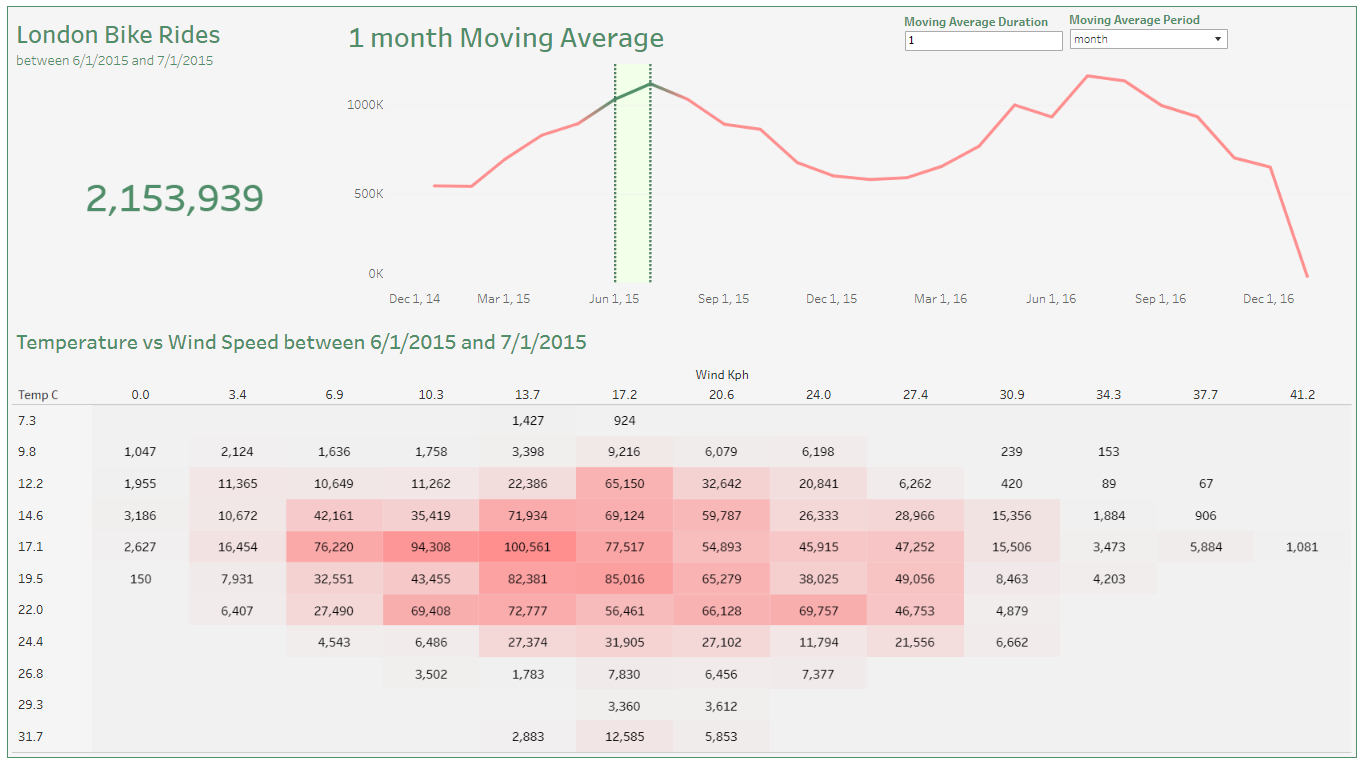 London Bike Rides
between 6/1/2015 and 7/1/2015
2,153,939
1 month Moving Average
Moving Average Duration
1
Moving Average Period
month
1000K
500K
0K
Dec 1, 14 Mar 1, 15 Jun 1, 15 Sep 1, 15 Dec 1, 15 Mar 1, 16 Jun 1, 16 Sep 1, 16 Dec 1, 16
Temperature vs Wind Speed between 6/1/2015 and 7/1/2015
Wind Kph
Temp C 0.0 3.4 6.9 10.3 13.7 17.2 20.6 24.0 27.4 30.9 34.3 37.7 41.2
7.3 1,427 924
9.8 1,047 2,124 1,636 1,758 3,398 9,216 6,079 6,198 239 153
12.2 1,955 11,365 10,649 11,262 22,386 65,150 32,642 20,841 6,262 420 89 67
14.6 3,186 10,672 42,161 35,419 71,934 69,124 59,787 26,333 28,966 15,356 1,884 906
17.1 2,627 16,454 76,220 94,308 100,561 77,517 54,893 45,915 47,252 15,506 3,473 5,884 1,081
19.5 150 7,931 32,551 43,455 82,381 85,016 65,279 38,025 49,056 8,463 4,203
22.0 6,407 27,490 69,408 72,777 56,461 66,128 69,757 46,753 4,879
24.4 4,543 6,486 27,374 31,905 27,102 11,794 21,556 6,662
26.8 3,502 1,783 7,830 6,456 7,377
29.3 3,360 3,612
31.7 2,883 12,585 5,853